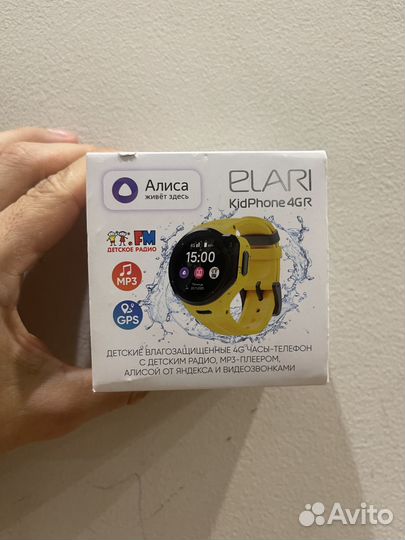 Алиса
живёт здесь
ELARI
KidPhone 4GR
.FM
ДЕТСКОЕ РАДИО
MP3
GPS
4G
15:00
ДЕТСКИЕ ВЛАГОЗАЩИЩЕННЫЕ 4G ЧАСЫ-ТЕЛЕФОН
С ДЕТСКИМ РАДИО, MP3-ПЛЕЕРОМ,
АЛИСОЙ ОТ ЯНДЕКСА И ВИДЕОЗВОНКАМИ
Avito